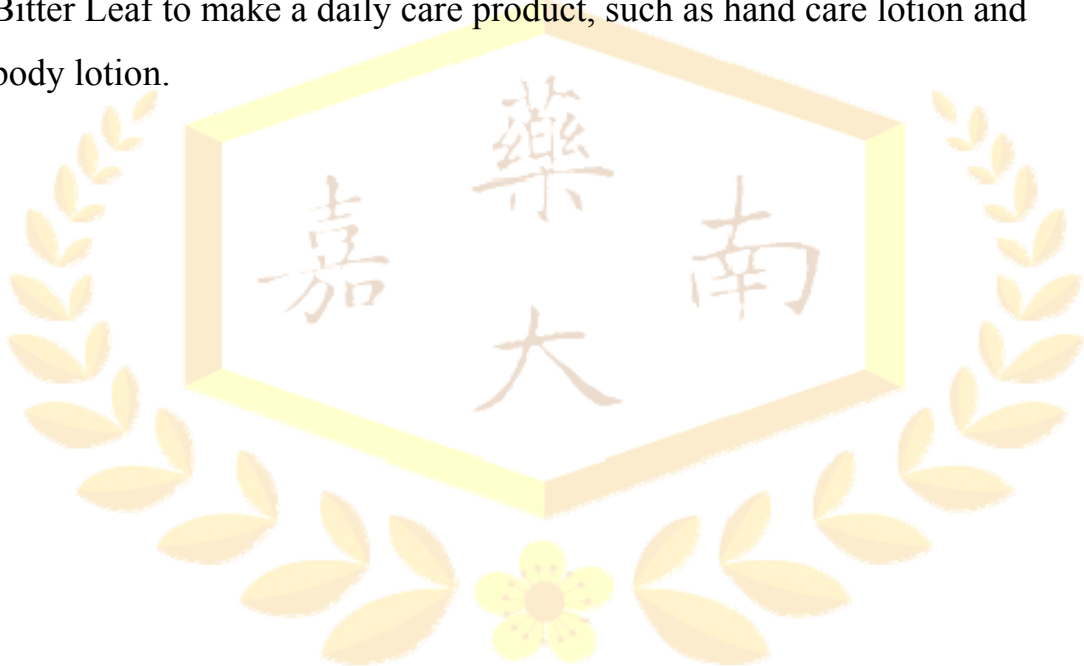 Bitter Leaf to make a daily care product, such as hand care lotion and
body lotion.
藥
嘉 南
大